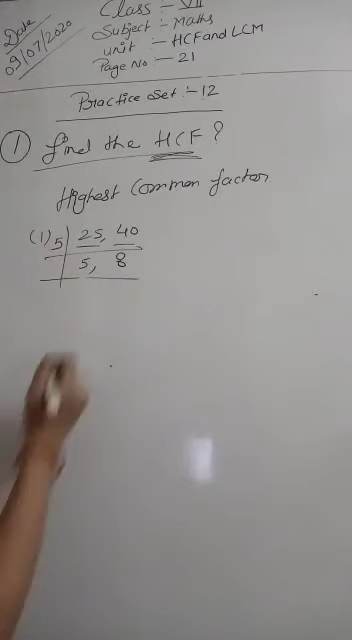 Date
09/07/2020
Class :- VII
Subject :- Maths
unit :- HCF and LCM
Page No :- 21
Practice Set :- 12
1 find the HCF?
Highest Common factor
(1) 5 | 25, 40
5, 8